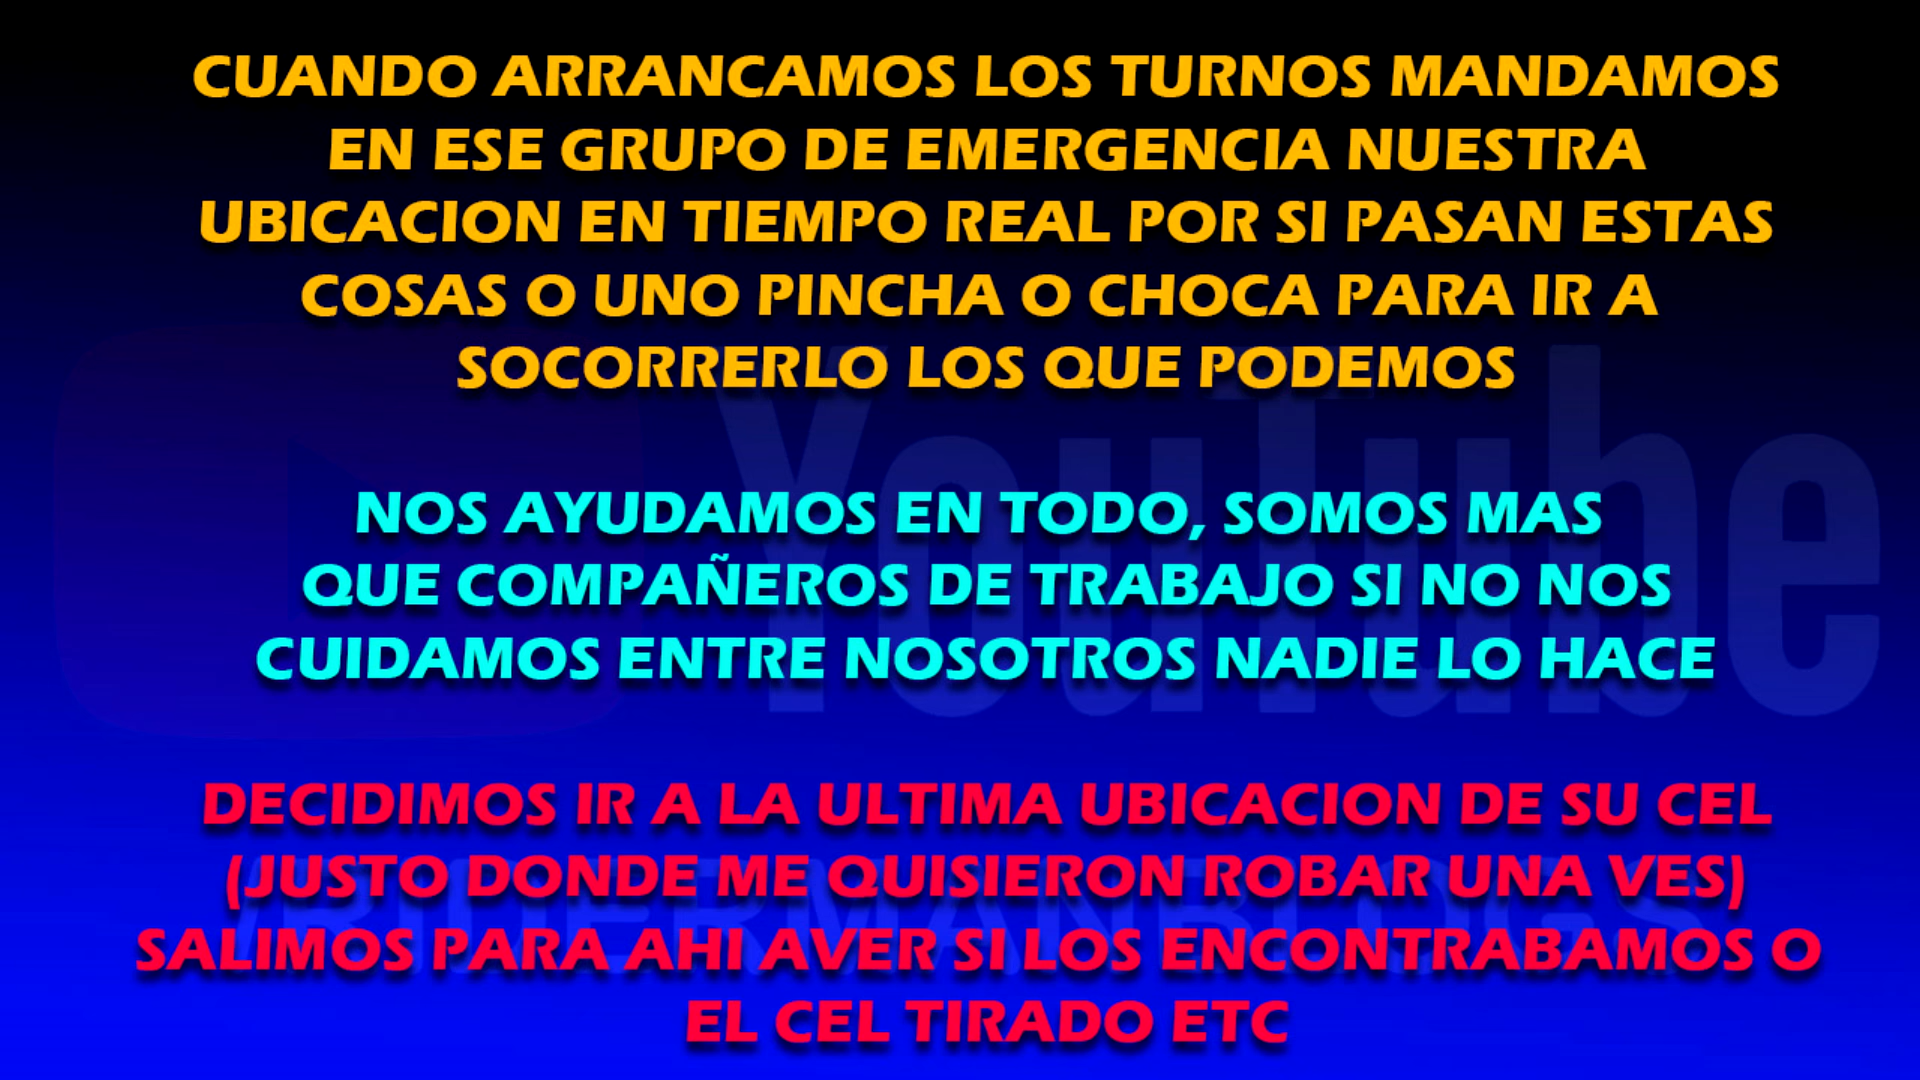 CUANDO ARRANCAMOS LOS TURNOS MANDAMOS
EN ESE GRUPO DE EMERGENCIA NUESTRA
UBICACION EN TIEMPO REAL POR SI PASAN ESTAS
COSAS O UNO PINCHA O CHOCA PARA IR A
SOCORRERLO LOS QUE PODEMOS
YouTube
NOS AYUDAMOS EN TODO, SOMOS MAS
QUE COMPAÑEROS DE TRABAJO SI NO NOS
CUIDAMOS ENTRE NOSOTROS NADIE LO HACE
DECIDIMOS IR A LA ULTIMA UBICACION DE SU CEL
(JUSTO DONDE ME QUISIERON ROBAR UNA VES)
/RIDERMANBLOGS
SALIMOS PARA AHI AVER SI LOS ENCONTRABAMOS O
EL CEL TIRADO ETC